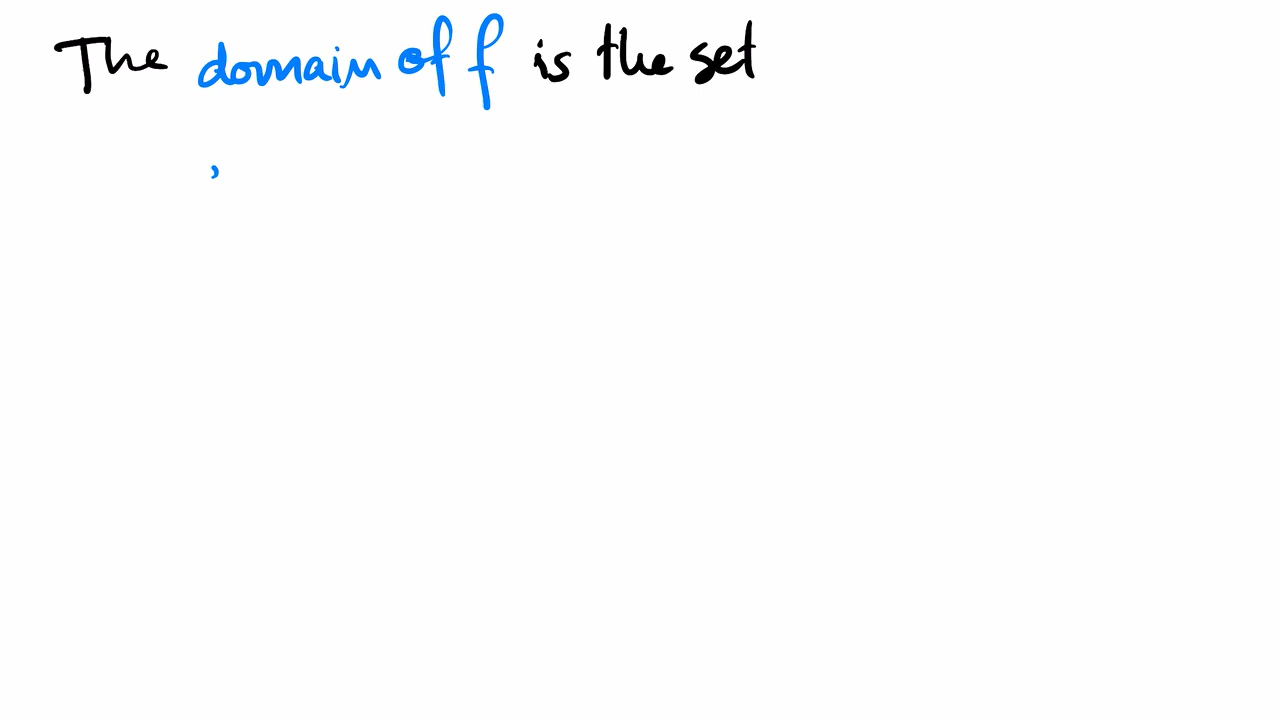 The domain of f is the set